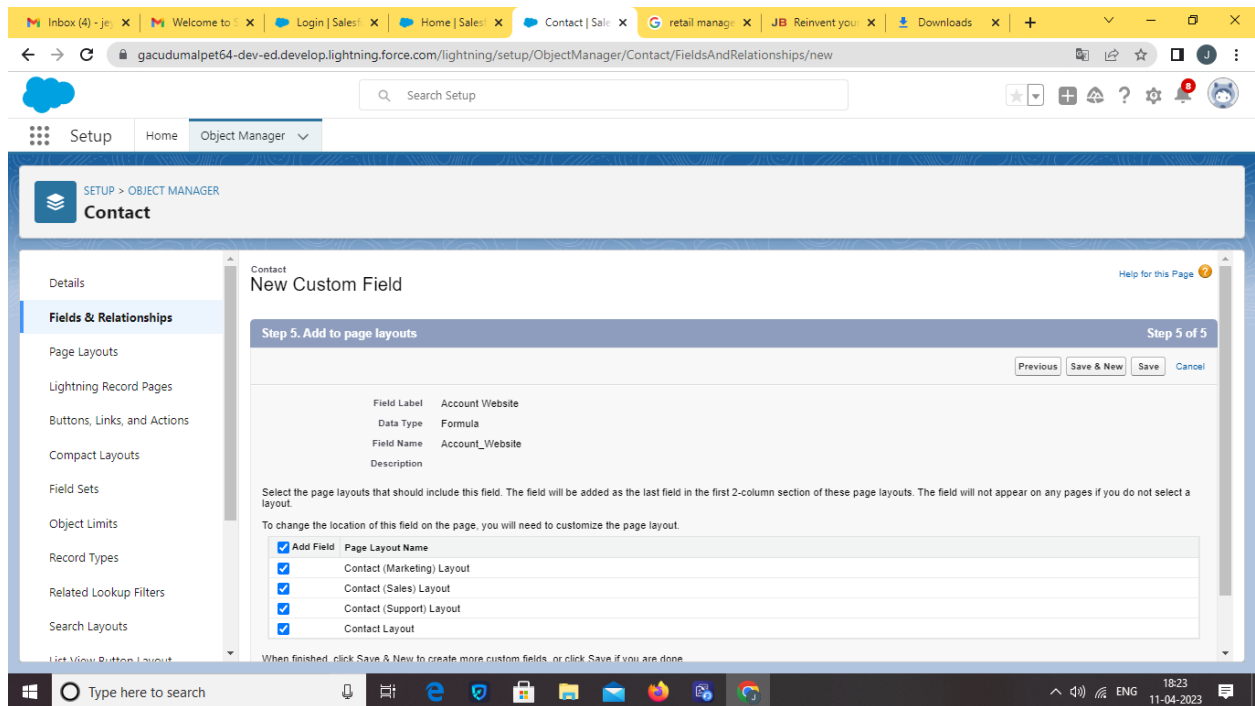 Inbox (4) - jey
Welcome to S
Login | Salesf
Home | Salesf
Contact | Sale
retail manage
JB Reinvent your
Downloads
gacudumalpet64-dev-ed.develop.lightning.force.com/lightning/setup/ObjectManager/Contact/FieldsAndRelationships/new
J
Search Setup
8
Setup Home Object Manager
SETUP > OBJECT MANAGER
Contact
Details
Fields & Relationships
Page Layouts
Lightning Record Pages
Buttons, Links, and Actions
Compact Layouts
Field Sets
Object Limits
Record Types
Related Lookup Filters
Search Layouts
List View Button Layout
Contact
New Custom Field
Help for this Page
Step 5. Add to page layouts Step 5 of 5
Previous Save & New Save Cancel
Field Label Account Website
Data Type Formula
Field Name Account_Website
Description
Select the page layouts that should include this field. The field will be added as the last field in the first 2-column section of these page layouts. The field will not appear on any pages if you do not select a
layout.
To change the location of this field on the page, you will need to customize the page layout.
Add Field Page Layout Name
Contact (Marketing) Layout
Contact (Sales) Layout
Contact (Support) Layout
Contact Layout
When finished, click Save & New to create more custom fields, or click Save if you are done.
Type here to search
ENG
18:23
11-04-2023